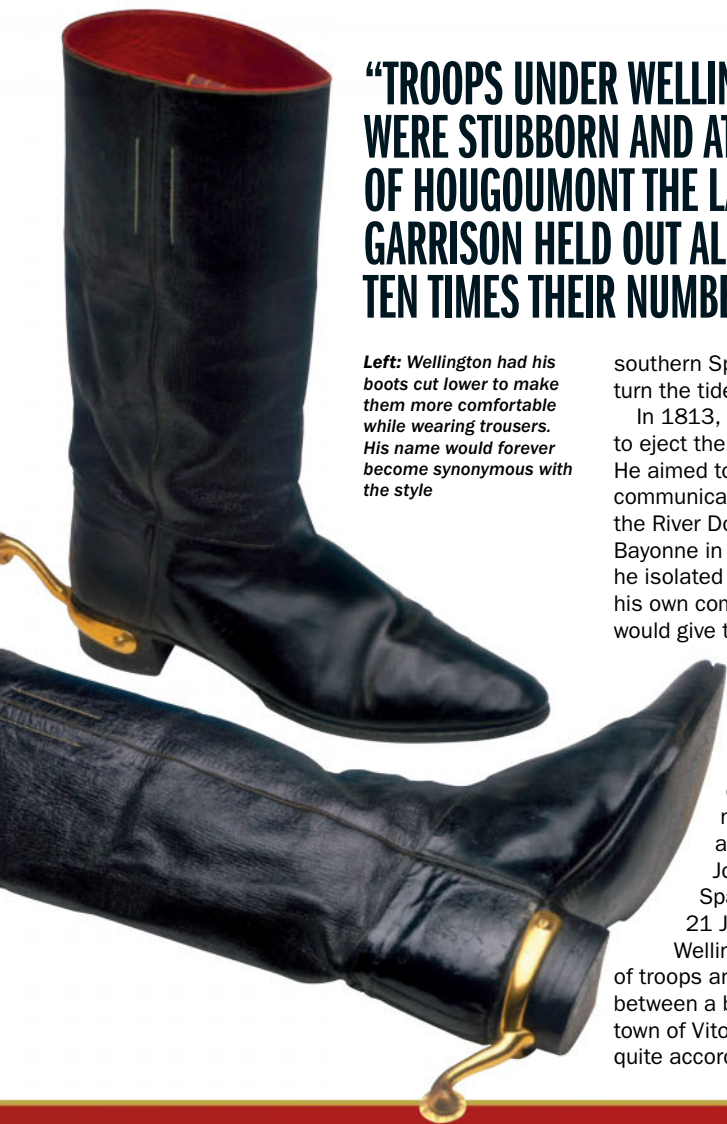 “TROOPS UNDER WELLIN
WERE STUBBORN AND AT
OF HOUGOUMONT THE LA
GARRISON HELD OUT AL
TEN TIMES THEIR NUMBE
Left: Wellington had his
boots cut lower to make
them more comfortable
while wearing trousers.
His name would forever
become synonymous with
the style
southern Sp
turn the tide
In 1813,
to eject the
He aimed to
communica
the River Do
Bayonne in
he isolated
his own con
would give t
r
a
Jo
Spa
21 J
Wellin
of troops an
between a b
town of Vito
quite accord